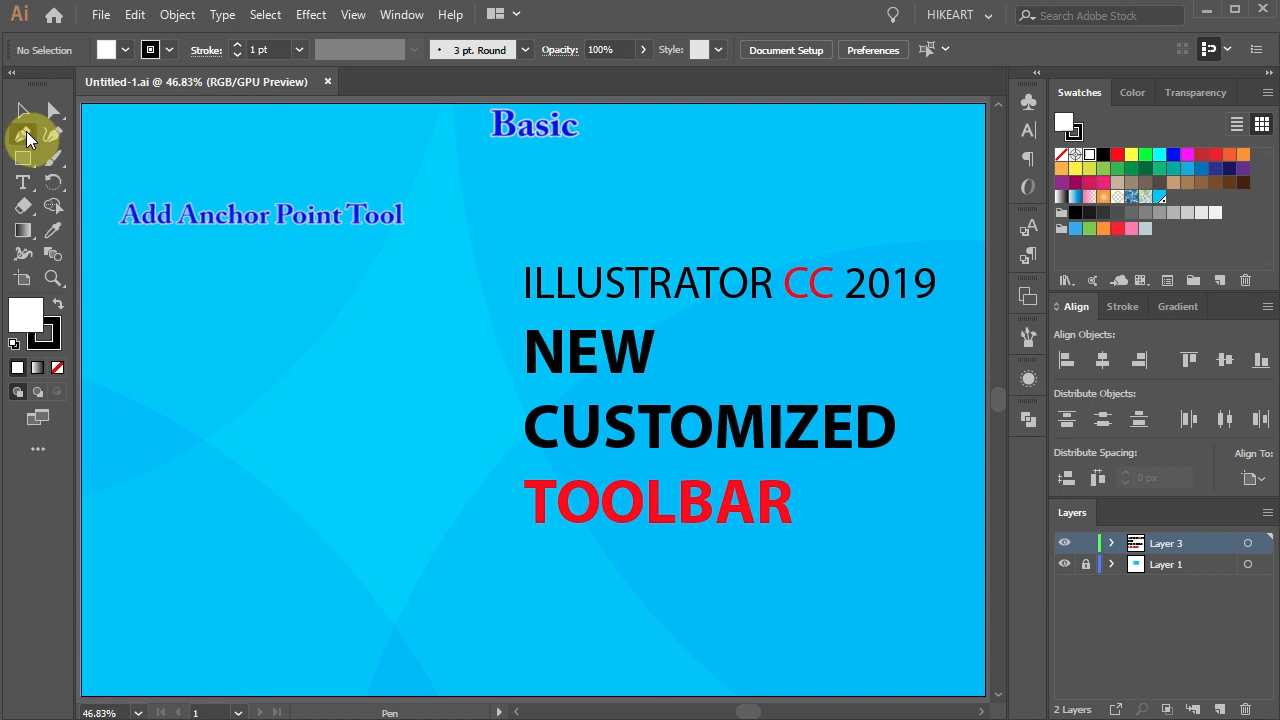 Ai File Edit Object Type Select Effect View Window Help HIKEART Search Adobe Stock
No Selection Stroke: 1 pt 3 pt. Round Opacity: 100% Style: Document Setup Preferences
Untitled-1.ai @ 46.83% (RGB/GPU Preview)
Basic
Add Anchor Point Tool
ILLUSTRATOR CC 2019
NEW
CUSTOMIZED
TOOLBAR
Swatches Color Transparency
Align Stroke Gradient
Align Objects:
Distribute Objects:
Distribute Spacing: Align To:
0 px
Layers
Layer 3
Layer 1
2 Layers
46.83% 1 Pen